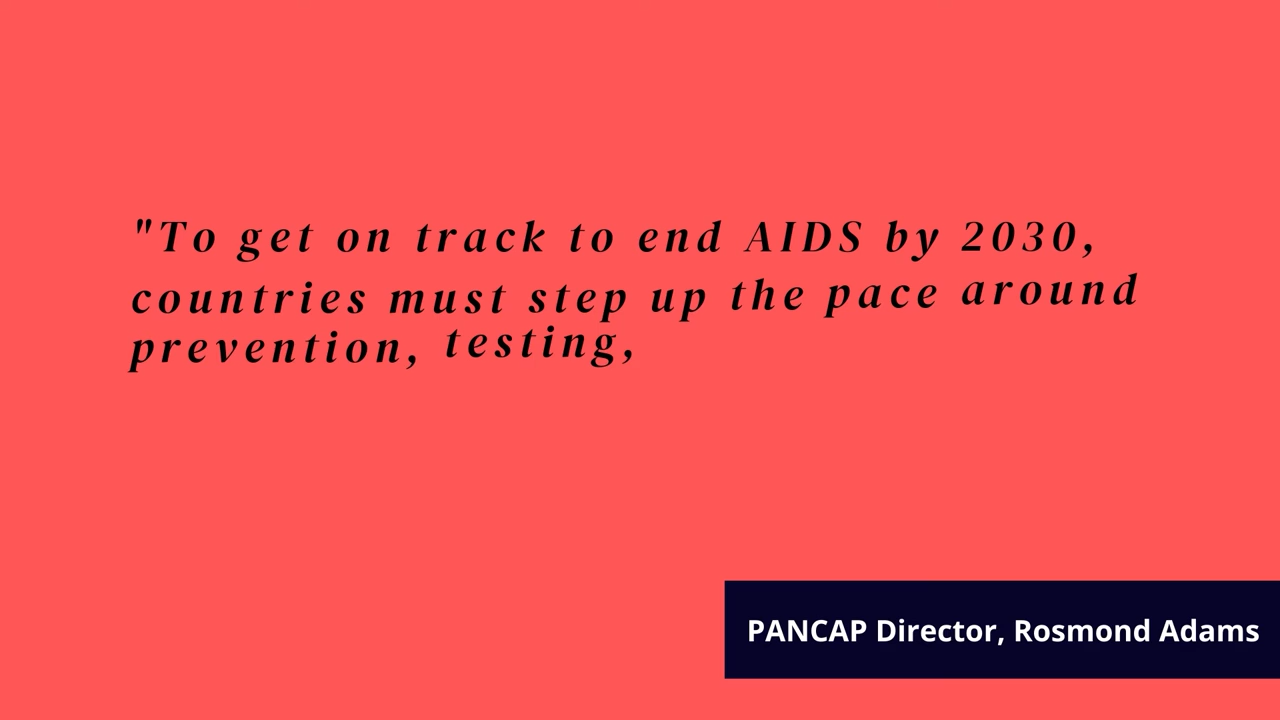 "To get on track to end AIDS by 2030,
countries must step up the pace around
prevention, testing,
PANCAP Director, Rosmond Adams